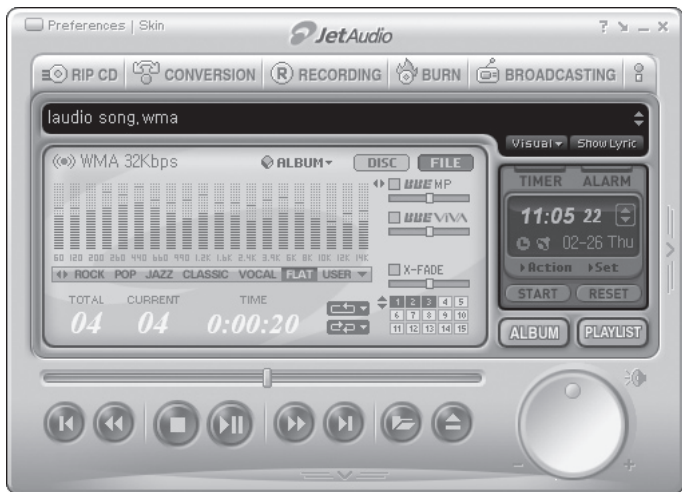 Preferences | Skin
JetAudio
RIP CD CONVERSION R RECORDING BURN BROADCASTING
laudio song.wma
Visual Show Lyric
WMA 32Kbps ALBUM DISC FILE
BBE MP
BBE ViVA
60 120 200 260 440 660 990 1.2K 1.6K 2.4K 3.9K 6K 8K 10K 12K 14K
ROCK POP JAZZ CLASSIC VOCAL FLAT USER
X-FADE
TOTAL CURRENT TIME
04 04 0:00:20
1 2 3 4 5
6 7 8 9 10
11 12 13 14 15
TIMER ALARM
11:05 22
02-26 Thu
Action Set
START RESET
ALBUM PLAYLIST